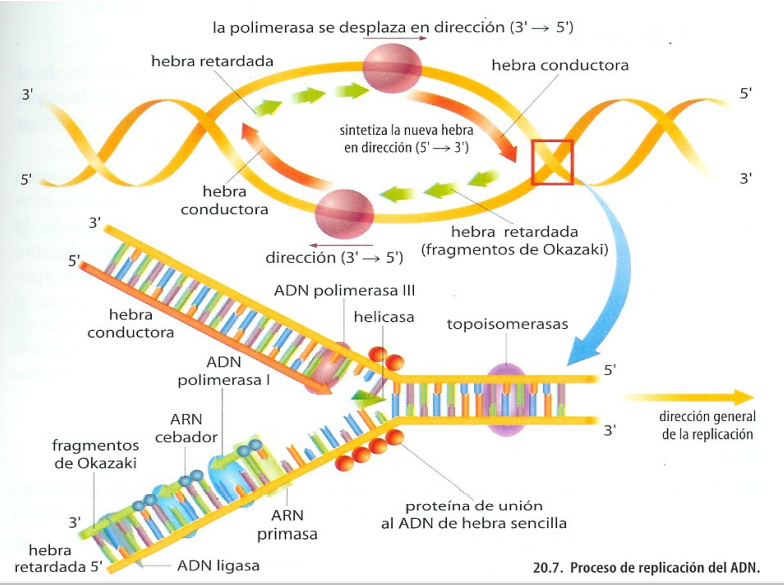 la polimerasa se desplaza en dirección (3' → 5')
hebra retardada
hebra conductora
3'
5'
sintetiza la nueva hebra
en dirección (5' → 3')
5'
3'
hebra
conductora
hebra retardada
(fragmentos de Okazaki)
dirección (3' → 5')
3'
5'
ADN polimerasa III
helicasa
topoisomerasas
hebra
conductora
ADN
polimerasa I
5'
3'
dirección general
de la replicación
ARN
cebador
fragmentos
de Okazaki
proteína de unión
al ADN de hebra sencilla
ARN
primasa
3'
hebra
retardada 5'
ADN ligasa
20.7. Proceso de replicación del ADN.